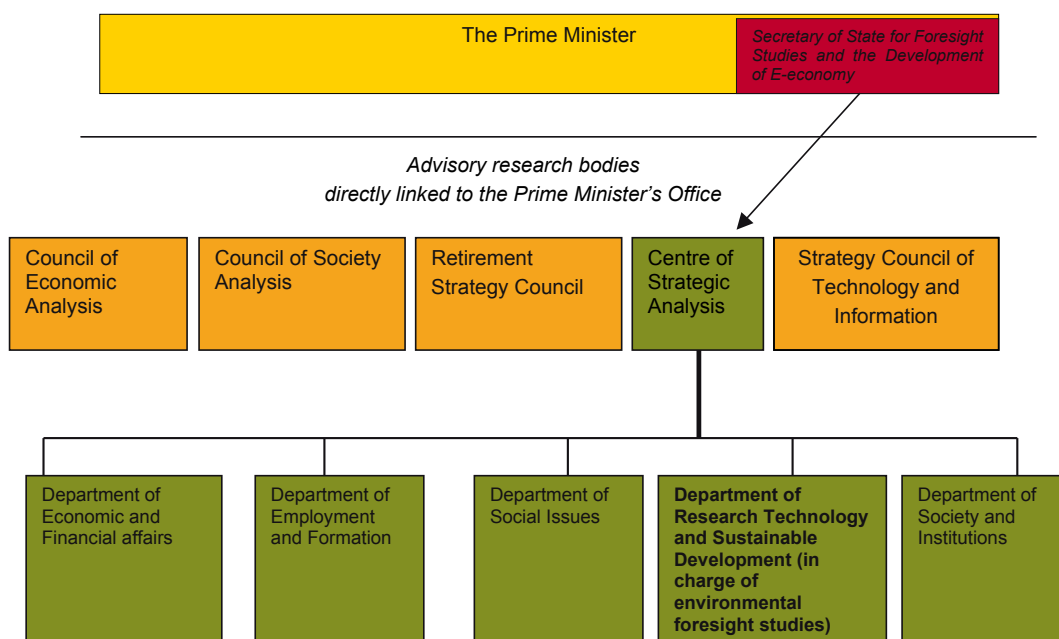 The Prime Minister
Secretary of State for Foresight
Studies and the Development
of E-economy
Advisory research bodies
directly linked to the Prime Minister's Office
Council of
Economic
Analysis
Council of Society
Analysis
Retirement
Strategy Council
Centre of
Strategic
Analysis
Strategy Council of
Technology and
Information
Department of
Economic and
Financial affairs
Department of
Employment
and Formation
Department of
Social Issues
Department of
Research Technology
and Sustainable
Development (in
charge of
environmental
foresight studies)
Department of
Society and
Institutions